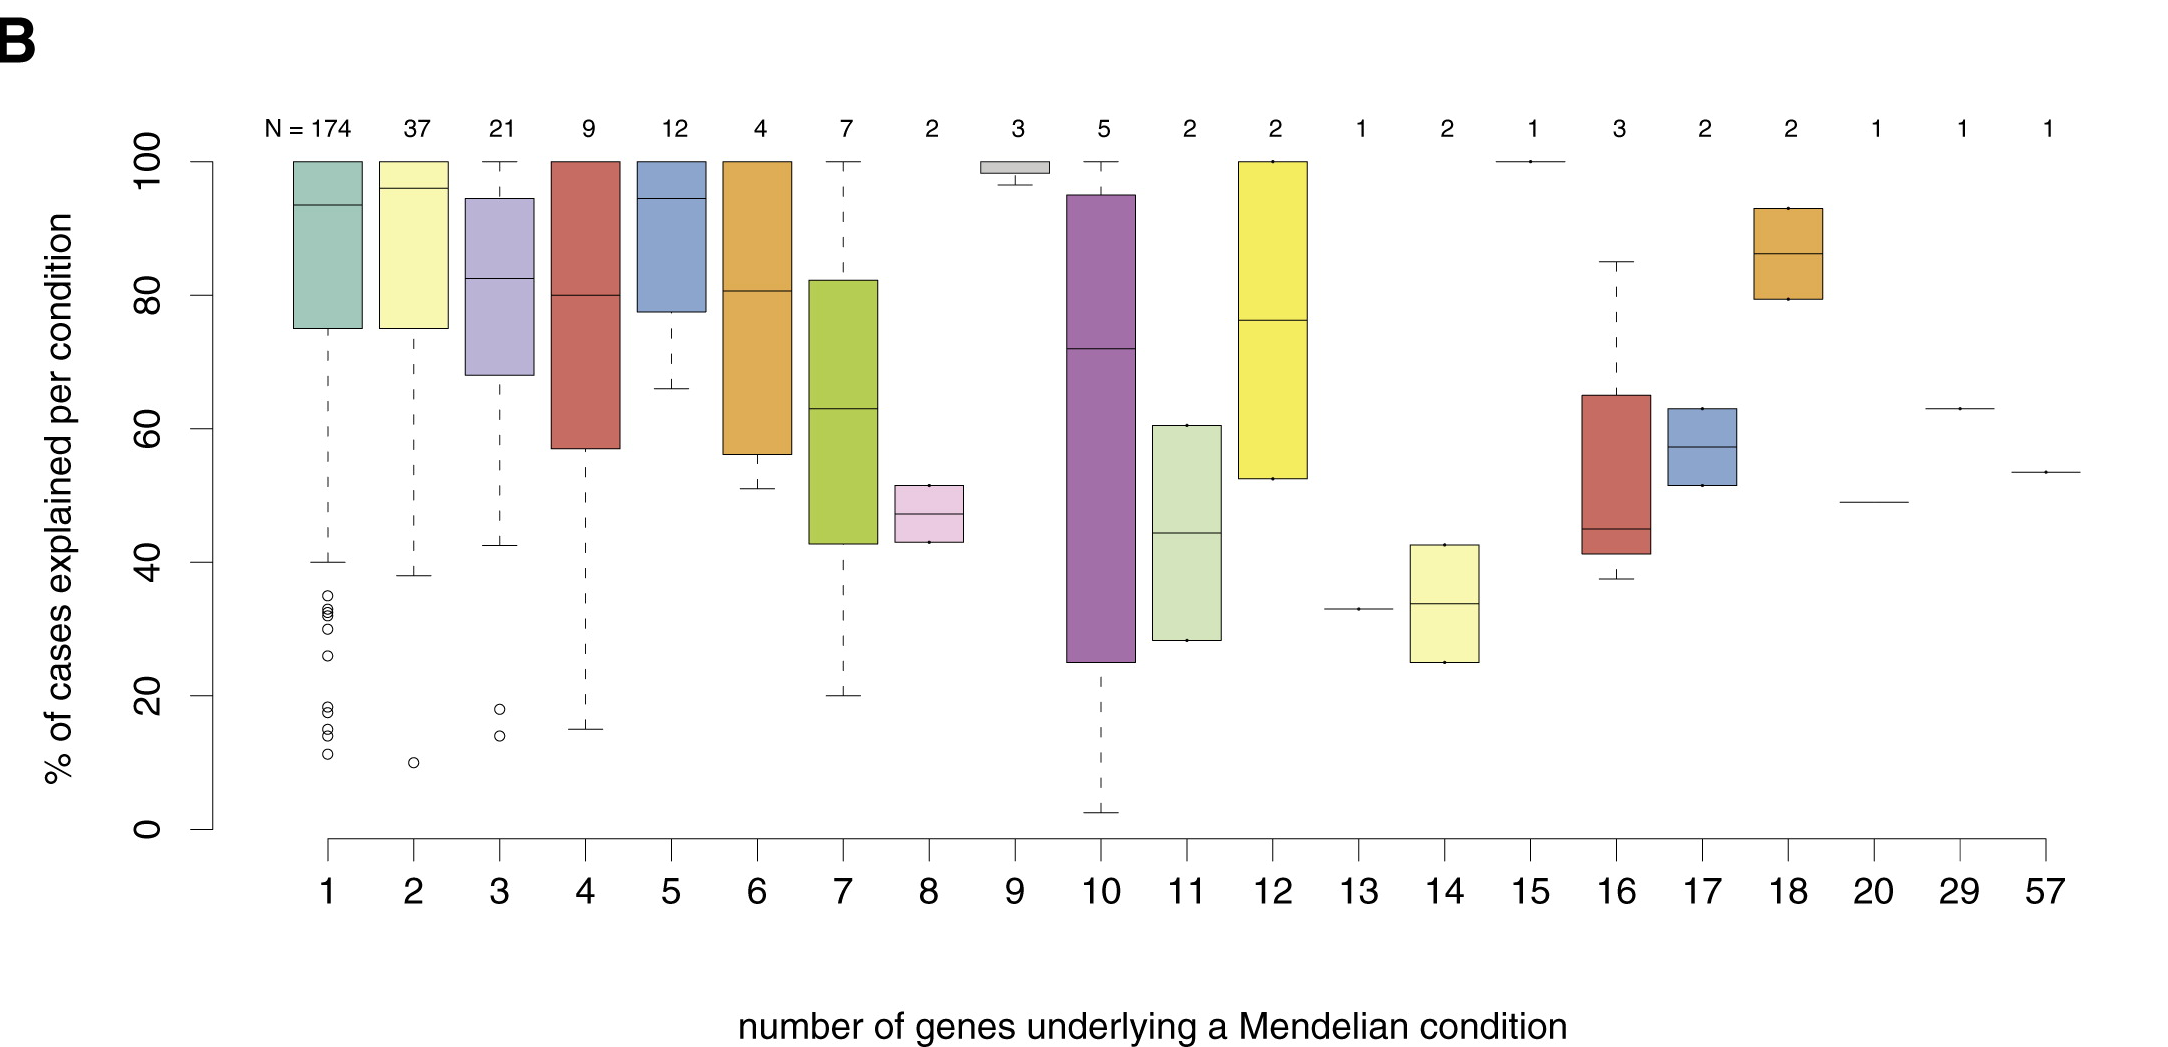 B
N = 174 37 21 9 12 4 7 2 3 5 2 2 1 2 1 3 2 2 1 1 1
% of cases explained per condition
100
80
60
40
20
0
1 2 3 4 5 6 7 8 9 10 11 12 13 14 15 16 17 18 20 29 57
number of genes underlying a Mendelian condition